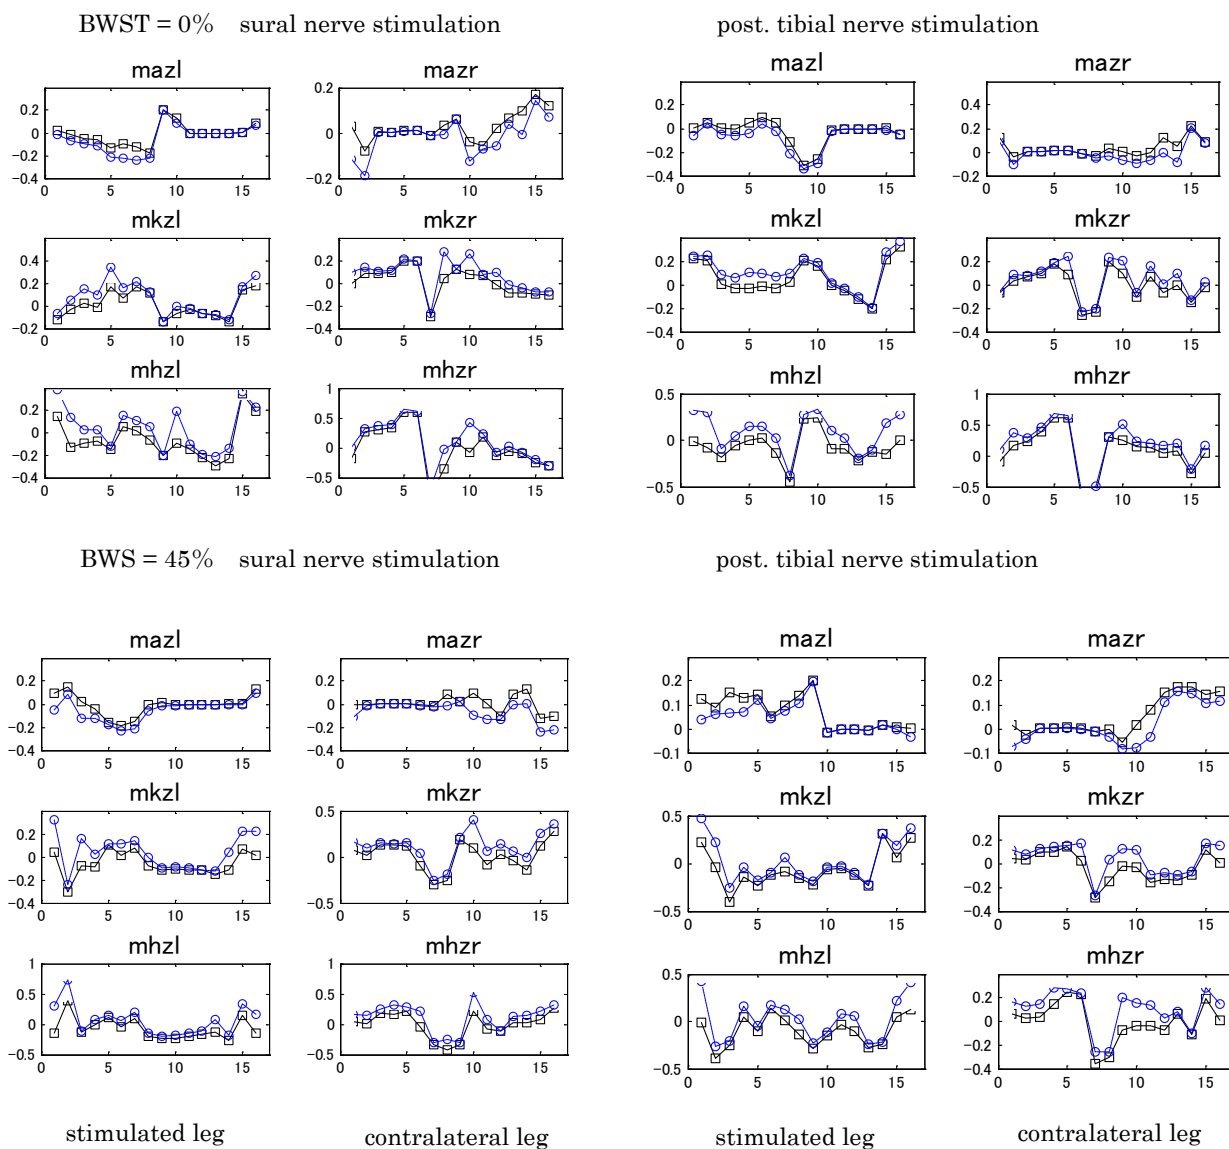 BWST = 0% sural nerve stimulation post. tibial nerve stimulation
mazl mazr mazl mazr
0.2 0.2 0.2 0.4
0 0 0 0.2
−0.2 −0.2 0
−0.4 0.2 −0.4 −0.2
0 5 10 15 0 5 10 15 0 5 10 15 0 5 10 15
mkzl mkzr mkzl mkzr
0.4 0.4 0.2 0.2
0.2 0.2 0 0
0 0 −0.2 −0.2
−0.2 −0.2 −0.4 −0.4
0 5 10 15 0 5 10 15 0 5 10 15 0 5 10 15
mhzl mhzr mhzl mhzr
0.2 1 0.5 1
0 0.5 0 0.5
−0.2 0 0
−0.4 −0.5 −0.5 −0.5
0 5 10 15 0 5 10 15 0 5 10 15 0 5 10 15
BWS = 45% sural nerve stimulation post. tibial nerve stimulation
mazl mazr mazl mazr
0.2 0.2 0.2 0.2
0 0 0.1 0.1
−0.2 −0.2 0 0
−0.4 −0.4 −0.1 0.1
0 5 10 15 0 5 10 15 0 5 10 15 0 5 10 15
mkzl mkzr mkzl mkzr
0.2 0.5 0.5 0.2
0 0 0 0
−0.2 −0.2
−0.4 −0.5 −0.5 −0.4
0 5 10 15 0 5 10 15 0 5 10 15 0 5 10 15
mhzl mhzr mhzl mhzr
1 1 0.5 0.2
0.5 0.5 0 0
0 0 −0.2
−0.5 −0.5 −0.5 −0.4
0 5 10 15 0 5 10 15 0 5 10 15 0 5 10 15
stimulated leg contralateral leg stimulated leg contralateral leg